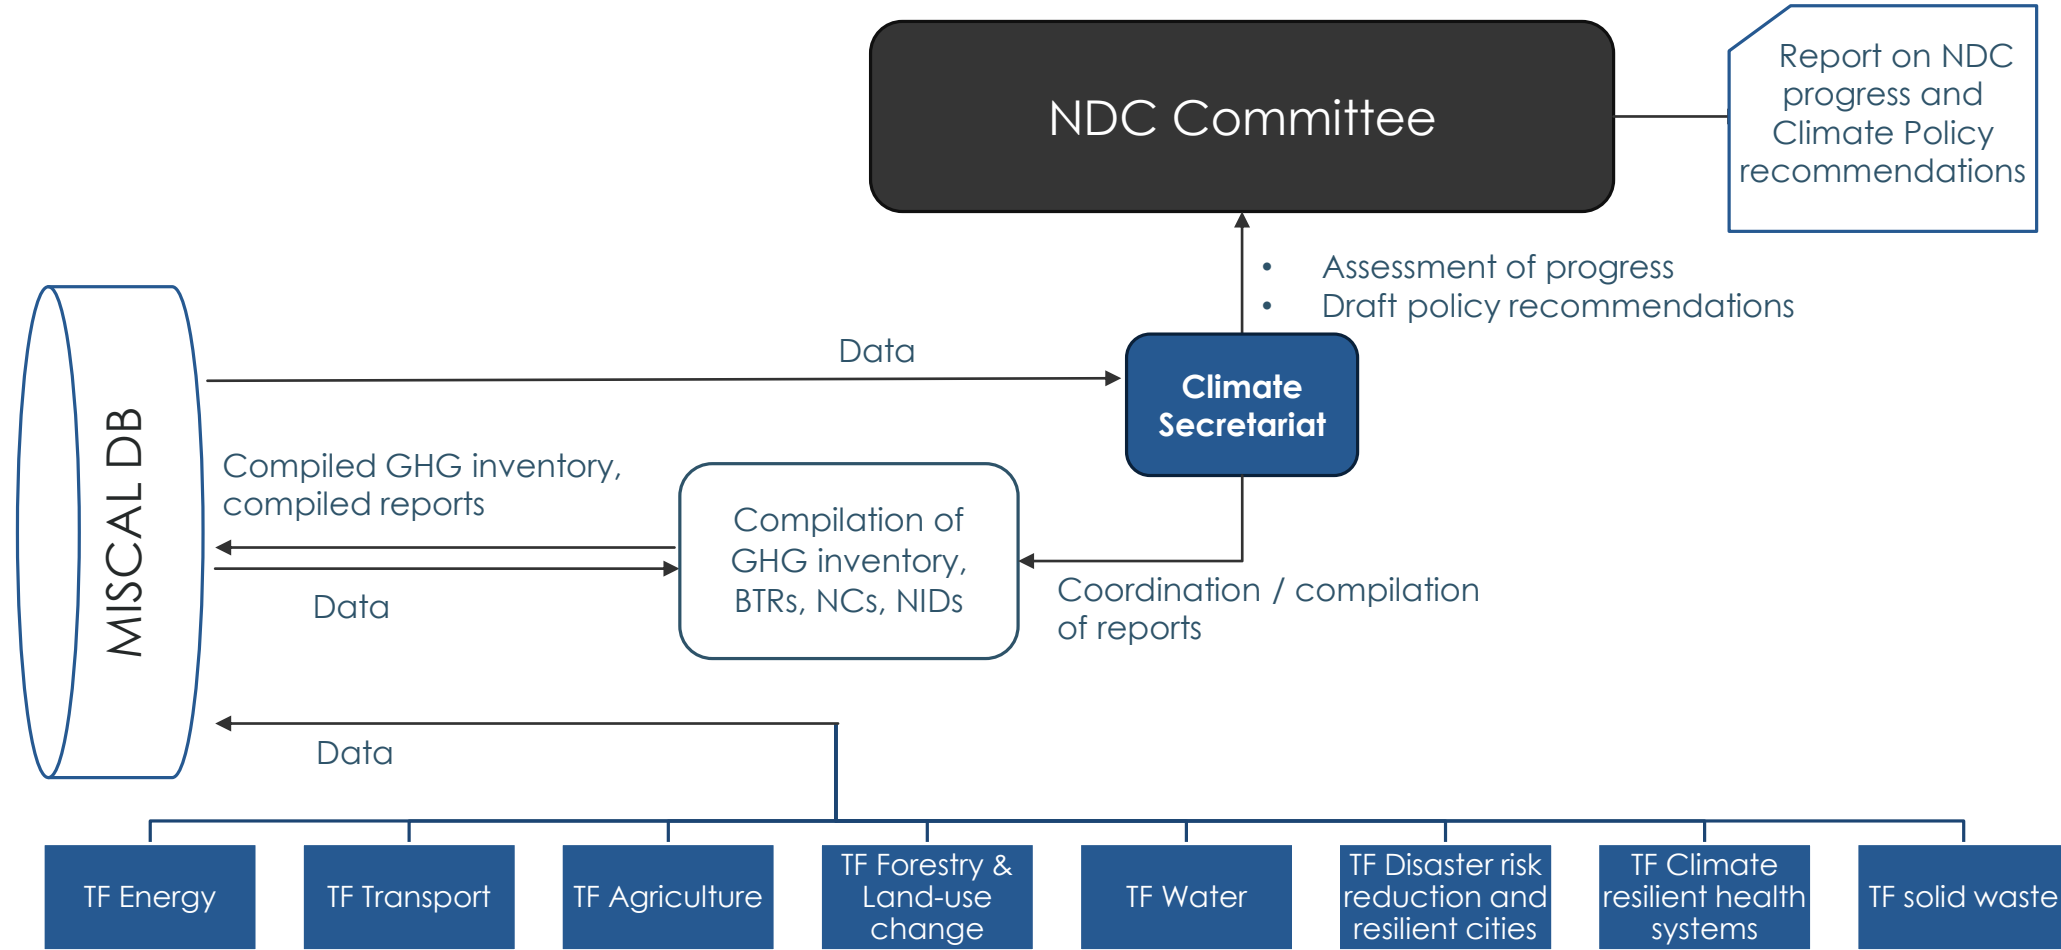 NDC Committee
Report on NDC
progress and
Climate Policy
recommendations
• Assessment of progress
• Draft policy recommendations
Data
Climate
Secretariat
MISCAL DB
Compiled GHG inventory,
compiled reports
Compilation of
GHG inventory,
BTRs, NCs, NIDs
Data
Coordination / compilation
of reports
Data
TF Energy
TF Transport
TF Agriculture
TF Forestry &
Land-use
change
TF Water
TF Disaster risk
reduction and
resilient cities
TF Climate
resilient health
systems
TF solid waste